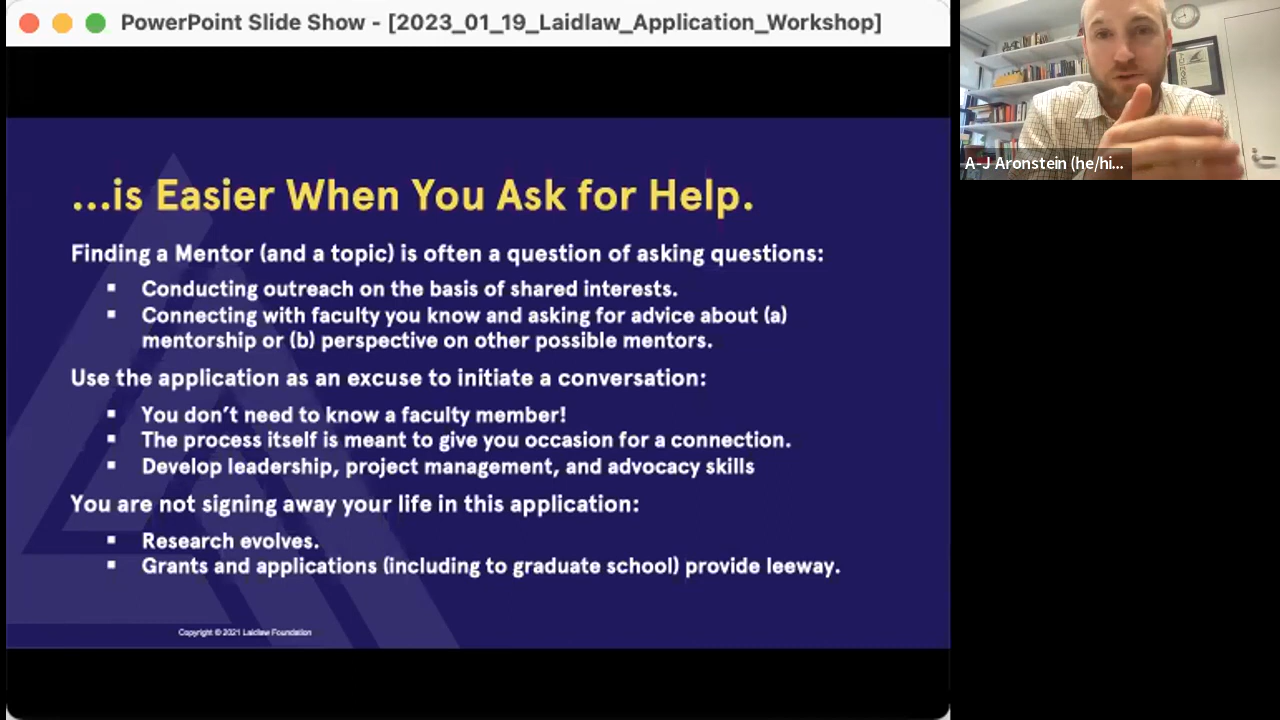 PowerPoint Slide Show - [2023_01_19_Laidlaw_Application_Workshop]
...is Easier When You Ask for Help.
Finding a Mentor (and a topic) is often a question of asking questions:
▪ Conducting outreach on the basis of shared interests.
▪ Connecting with faculty you know and asking for advice about (a)
mentorship or (b) perspective on other possible mentors.
Use the application as an excuse to initiate a conversation:
▪ You don't need to know a faculty member!
▪ The process itself is meant to give you occasion for a connection.
▪ Develop leadership, project management, and advocacy skills
You are not signing away your life in this application:
▪ Research evolves.
▪ Grants and applications (including to graduate school) provide leeway.
Copyright © 2021 Laidlaw Foundation
A-J Aronstein (he/hi...